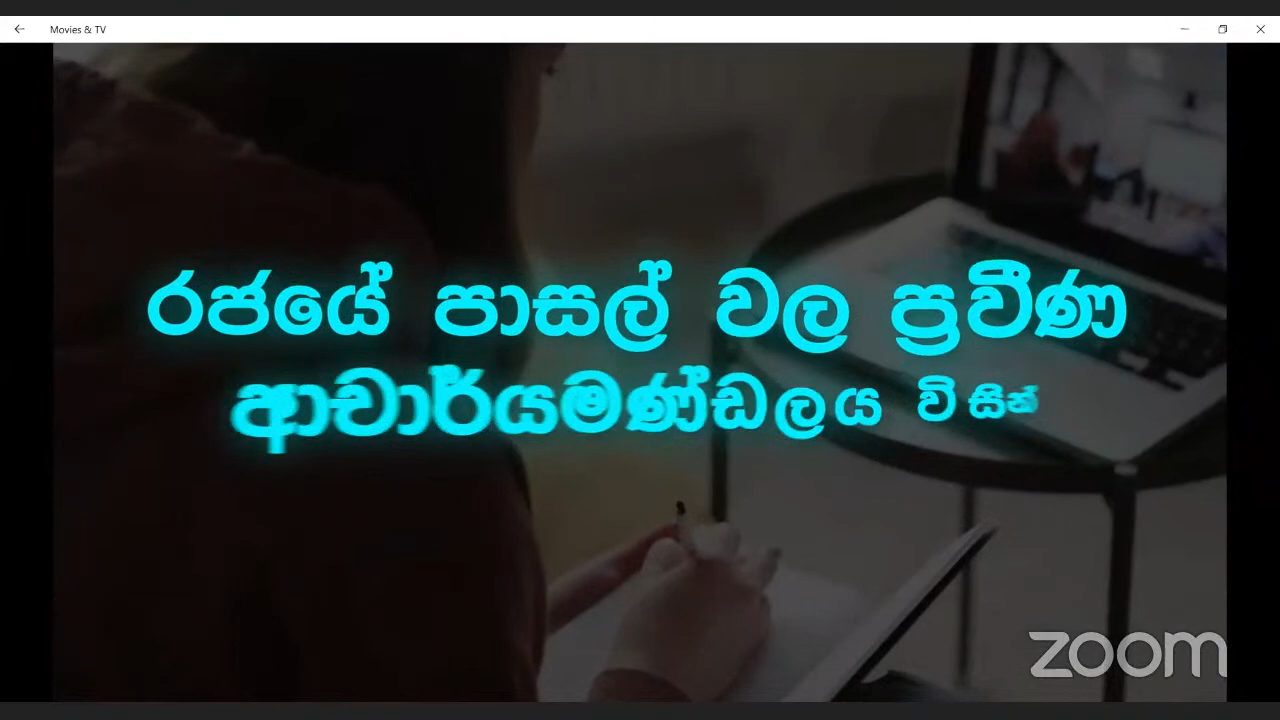 Movies & TV
රජයේ පාසල් වල ප්‍රවීණ
ආචාර්යමණ්ඩලය විසින්
zoom